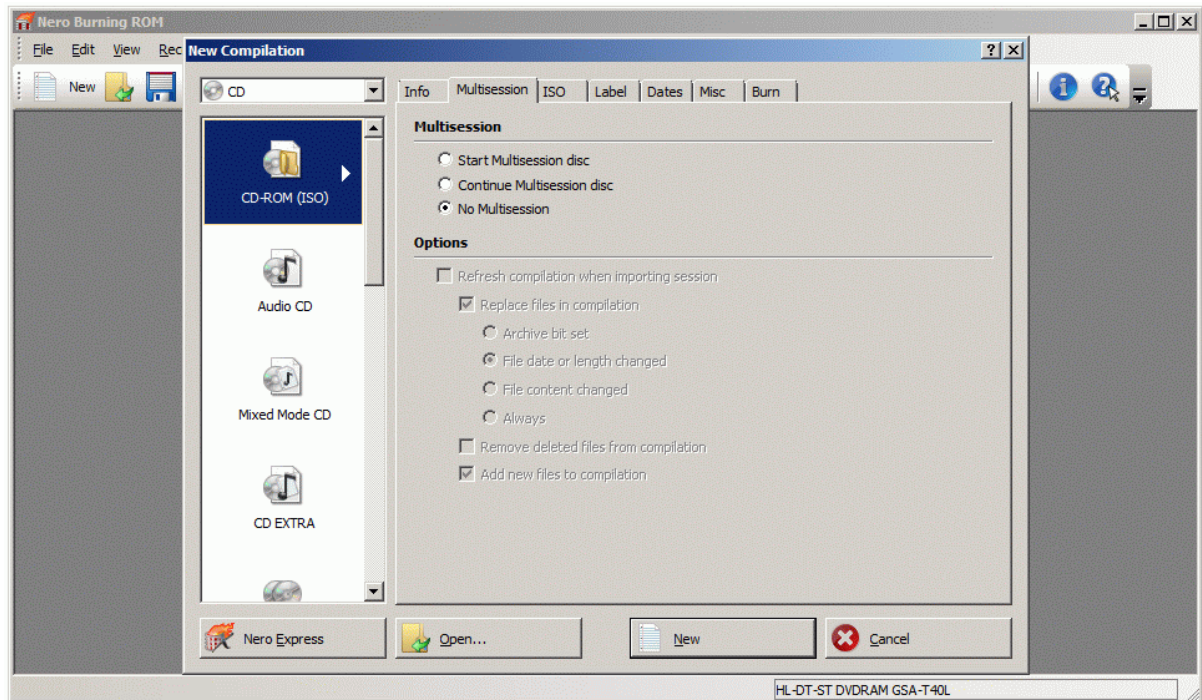 Nero Burning ROM
File Edit View Rec
New
New Compilation
CD
CD-ROM (ISO)
Audio CD
Mixed Mode CD
CD EXTRA
Info Multisession ISO Label Dates Misc Burn
Multisession
Start Multisession disc
Continue Multisession disc
No Multisession
Options
Refresh compilation when importing session
Replace files in compilation
Archive bit set
File date or length changed
File content changed
Always
Remove deleted files from compilation
Add new files to compilation
Nero Express Open... New Cancel
HL-DT-ST DVDRAM GSA-T40L